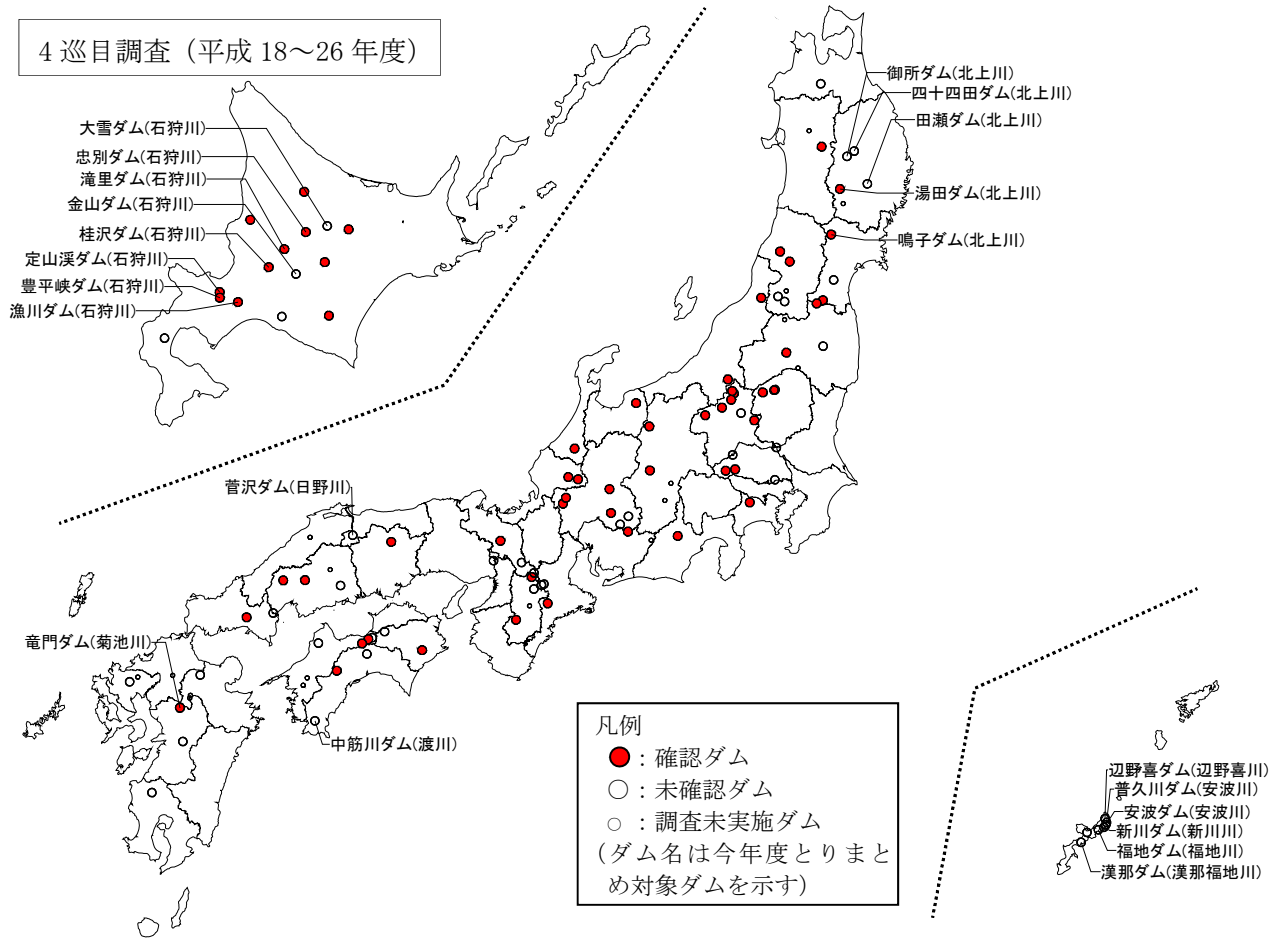 4巡目調査（平成18～26年度）
大雪ダム(石狩川)
忠別ダム(石狩川)
滝里ダム(石狩川)
金山ダム(石狩川)
桂沢ダム(石狩川)
定山渓ダム(石狩川)
豊平峡ダム(石狩川)
漁川ダム(石狩川)
御所ダム(北上川)
四十四田ダム(北上川)
田瀬ダム(北上川)
湯田ダム(北上川)
鳴子ダム(北上川)
菅沢ダム(日野川)
竜門ダム(菊池川)
中筋川ダム(渡川)
凡例
●：確認ダム
○：未確認ダム
○：調査未実施ダム
(ダム名は今年度とりまと
め対象ダムを示す)
辺野喜ダム(辺野喜川)
普久川ダム(安波川)
安波ダム(安波川)
新川ダム(新川川)
福地ダム(福地川)
漢那ダム(漢那福地川)